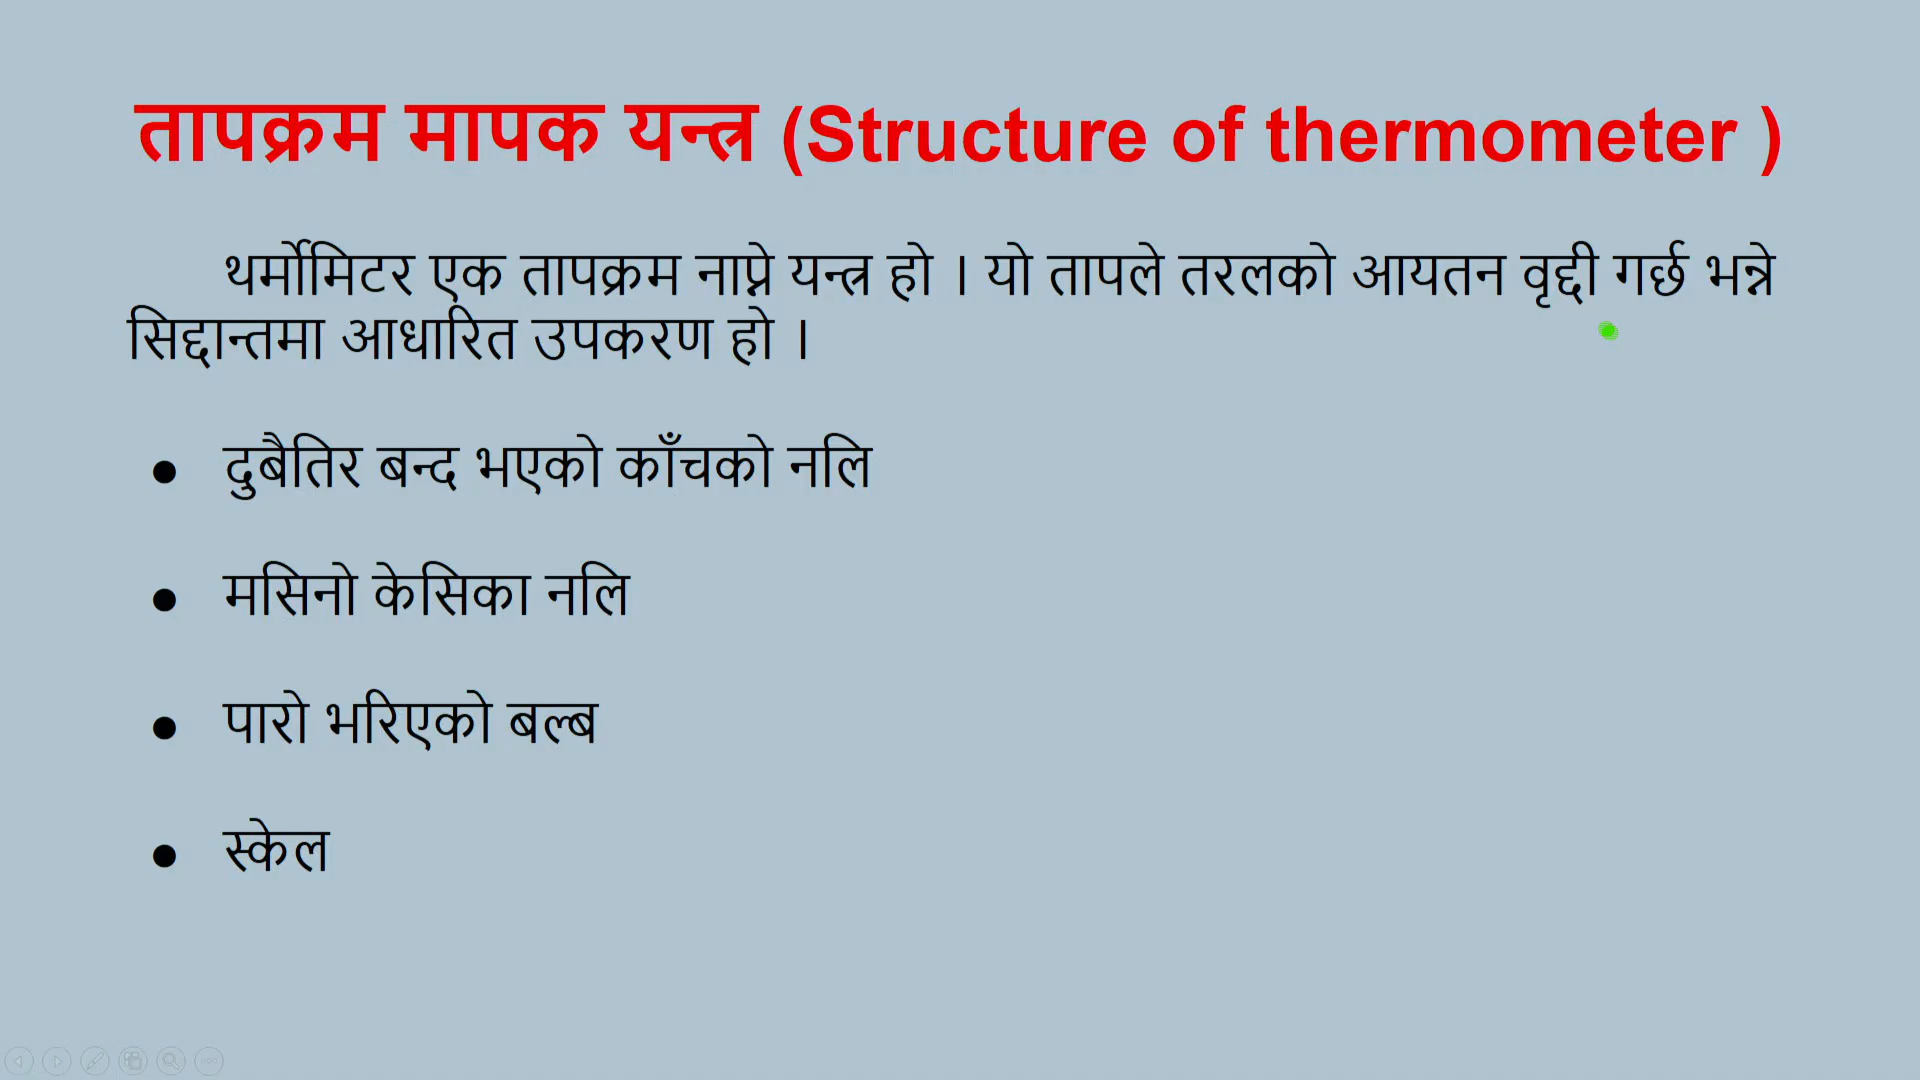 तापक्रम मापक यन्त्र (Structure of thermometer )
थर्मोमिटर एक तापक्रम नाप्ने यन्त्र हो । यो तापले तरलको आयतन वृद्दी गर्छ भन्ने
सिद्दान्तमा आधारित उपकरण हो ।
● दुबैतिर बन्द भएको काँचको नलि
● मसिनो केसिका नलि
● पारो भरिएको बल्ब
● स्केल